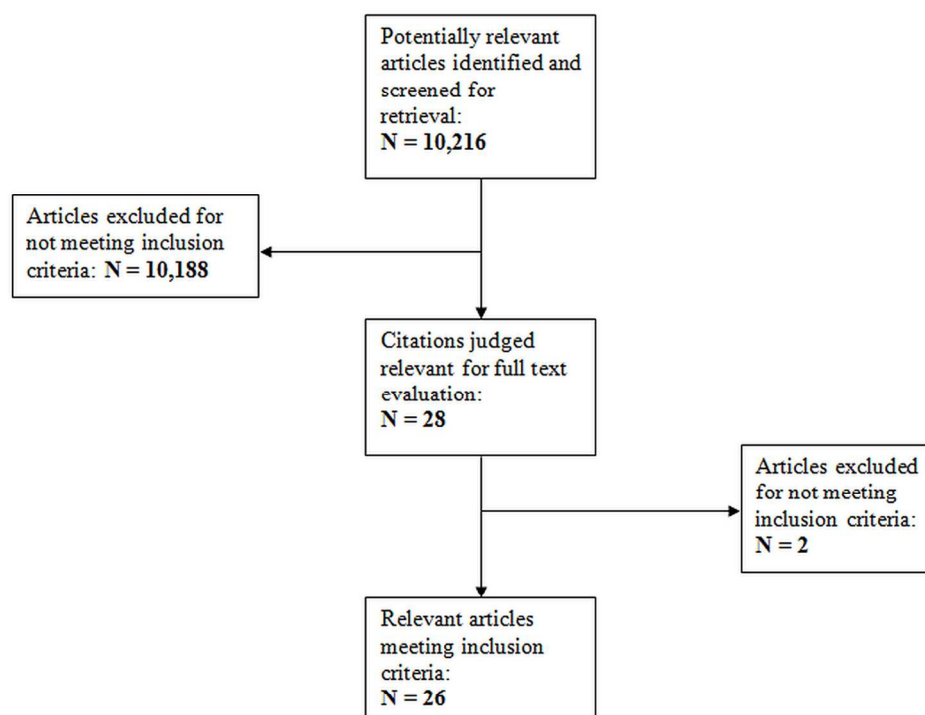 Potentially relevant
articles identified and
screened for
retrieval:
N = 10,216
Articles excluded for
not meeting inclusion
criteria: N = 10,188
Citations judged
relevant for full text
evaluation:
N = 28
Articles excluded
for not meeting
inclusion criteria:
N = 2
Relevant articles
meeting inclusion
criteria:
N = 26